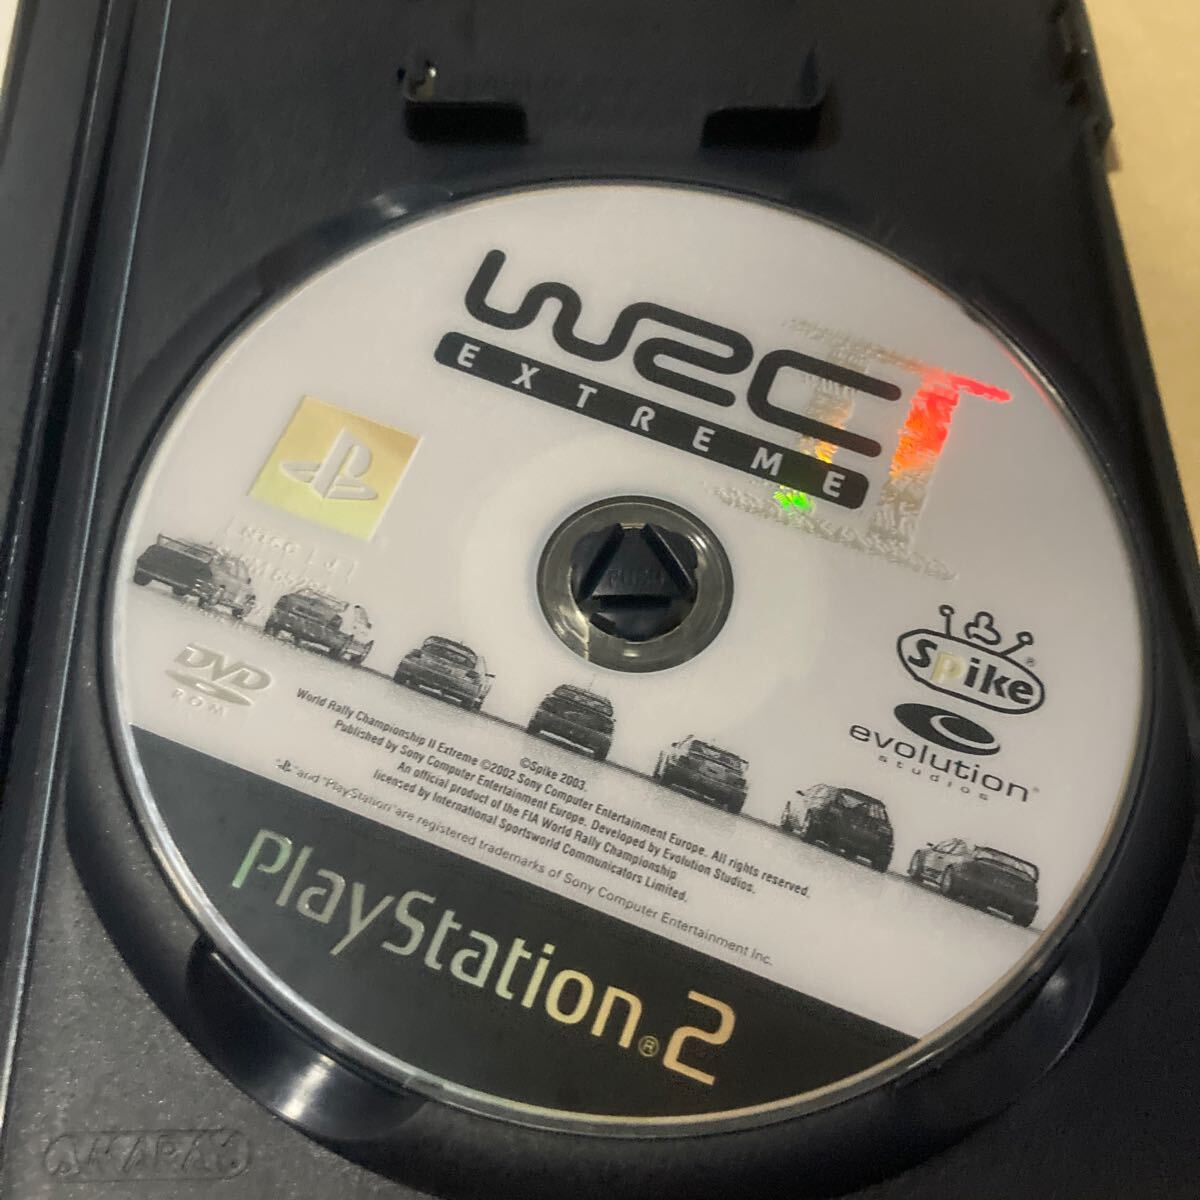 WRC II
EXTREME
NTSC J
PUSH
DVD
ROM
Spike®
evolution
studios
©Spike 2003.
World Rally Championship II Extreme ©2002 Sony Computer Entertainment Europe. All rights reserved.
Published by Sony Computer Entertainment Europe. Developed by Evolution Studios.
An official product of the FIA World Rally Championship
licensed by International Sportsworld Communicators Limited.
" " and "PlayStation" are registered trademarks of Sony Computer Entertainment Inc.
PlayStation®2
AMARAY